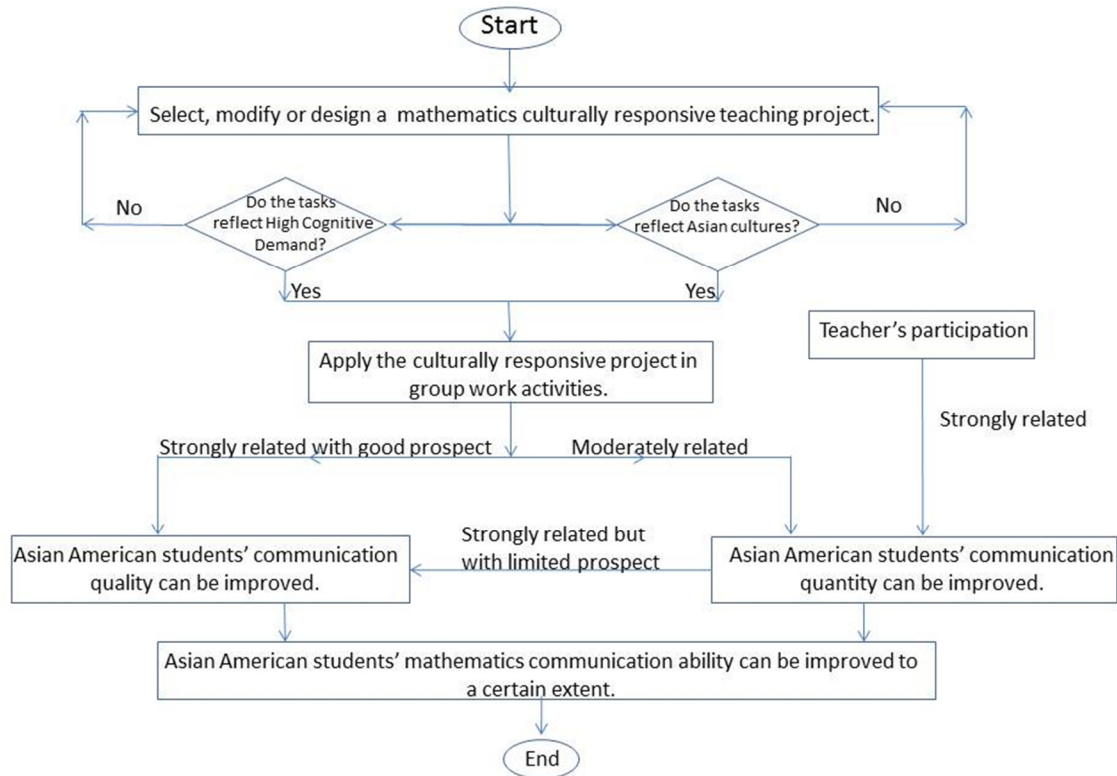 Start
Select, modify or design a mathematics culturally responsive teaching project.
Do the tasks
reflect High Cognitive
Demand?
Do the tasks
reflect Asian cultures?
No
No
Yes
Yes
Teacher's participation
Apply the culturally responsive project in
group work activities.
Strongly related
Strongly related with good prospect
Moderately related
Strongly related but
with limited prospect
Asian American students' communication
quality can be improved.
Asian American students' communication
quantity can be improved.
Asian American students' mathematics communication ability can be improved to
a certain extent.
End